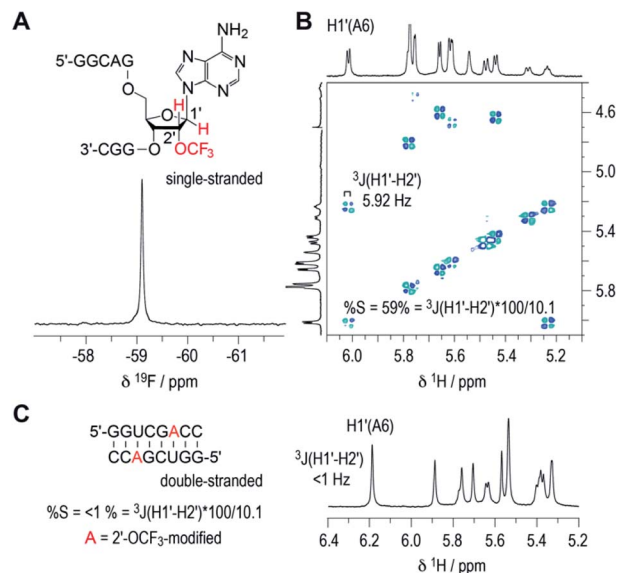 A
NH₂
5'-GGCAG
N
N
N
N
O
O
H
1'
H
2'
3'-CGG
O
OCF₃
single-stranded
-58 -59 -60 -61
δ ¹⁹F / ppm
B
H1'(A6)
4.6
5.0
5.4
5.8
³J(H1'-H2')
5.92 Hz
%S = 59% = ³J(H1'-H2')*100/10.1
6.0 5.8 5.6 5.4 5.2
δ ¹H / ppm
C
5'-GGUCGACC
CCAGCUGG-5'
double-stranded
%S = <1 % = ³J(H1'-H2')*100/10.1
A = 2'-OCF₃-modified
H1'(A6)
³J(H1'-H2')
<1 Hz
6.4 6.2 6.0 5.8 5.6 5.4 5.2
δ ¹H / ppm